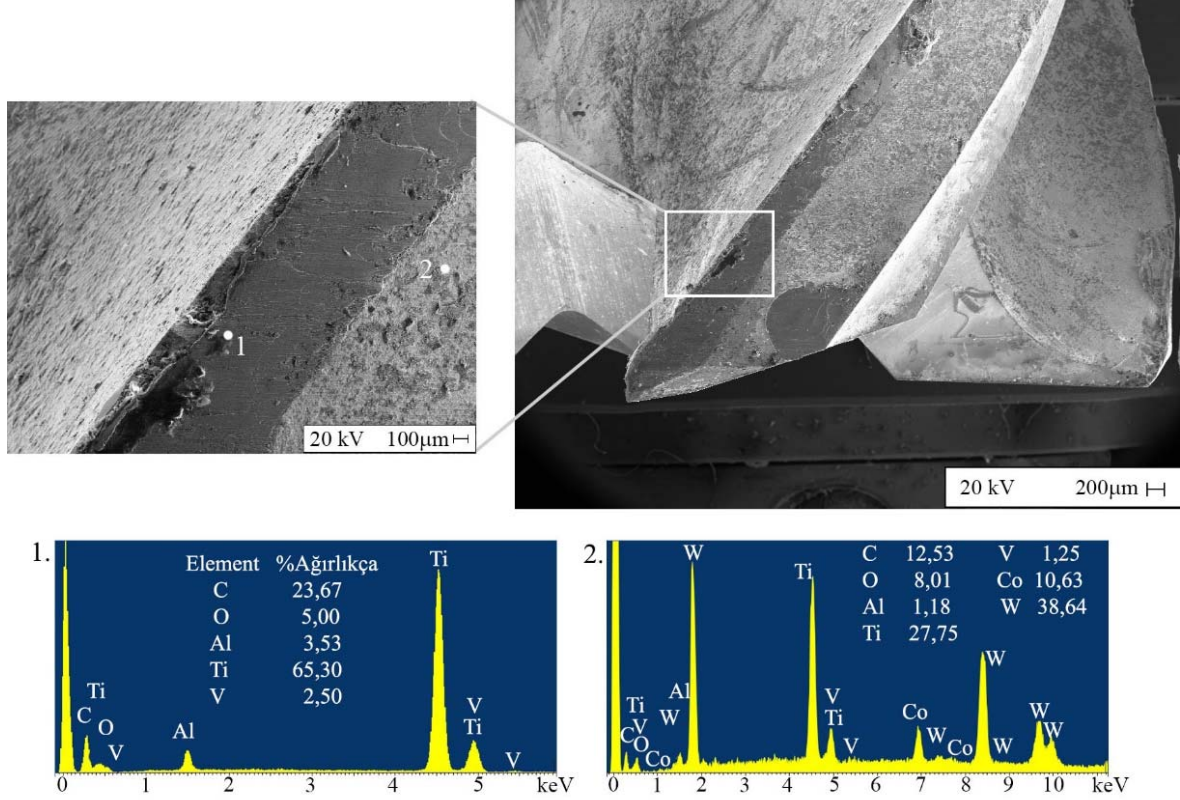 1
2
20 kV 100µm
20 kV 200µm
1.
Element %Ağırlıkça
C 23,67
O 5,00
Al 3,53
Ti 65,30
V 2,50
Ti
C
O
V
Al
Ti
V
Ti
V
0 1 2 3 4 5 keV
2.
C 12,53 V 1,25
O 8,01 Co 10,63
Al 1,18 W 38,64
Ti 27,75
W
Ti
Ti
V
C
O
Co
Al
W
V
Ti
V
Co
W
Co
W
W
W
W
0 1 2 3 4 5 6 7 8 9 10 keV